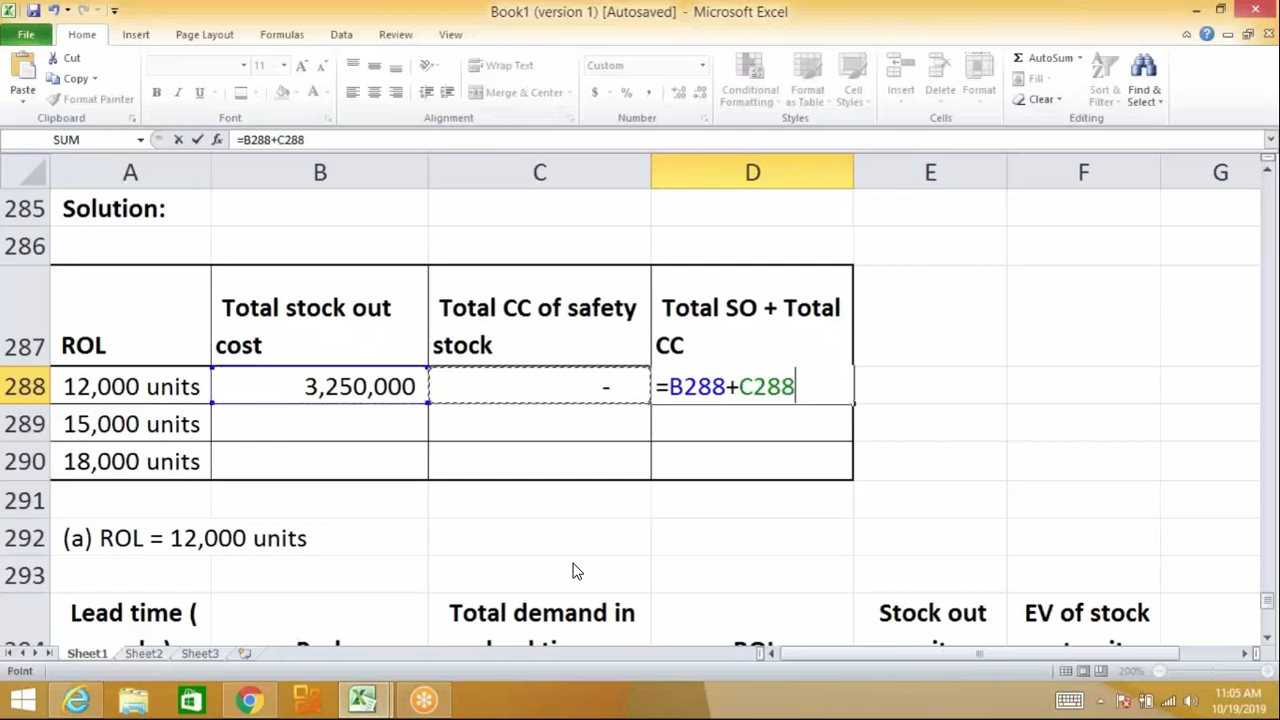 Book1 (version 1) [Autosaved] - Microsoft Excel
File Home Insert Page Layout Formulas Data Review View
Cut
Copy
Format Painter
Paste
Clipboard
11
A A
B I U
Font
Wrap Text
Merge & Center
Alignment
Custom
$ % ,
Number
Conditional Formatting
Format as Table
Cell Styles
Styles
Insert
Delete
Format
Cells
Σ AutoSum
Fill
Clear
Sort & Filter
Find & Select
Editing
SUM fx =B288+C288
A B C D E F G
285 Solution:
286
Total stock out Total CC of safety Total SO + Total
287 ROL cost stock CC
288 12,000 units 3,250,000 - =B288+C288
289 15,000 units
290 18,000 units
291
292 (a) ROL = 12,000 units
293
Lead time ( Total demand in Stock out EV of stock
Sheet1 Sheet2 Sheet3
Point 200%
11:05 AM
10/19/2019